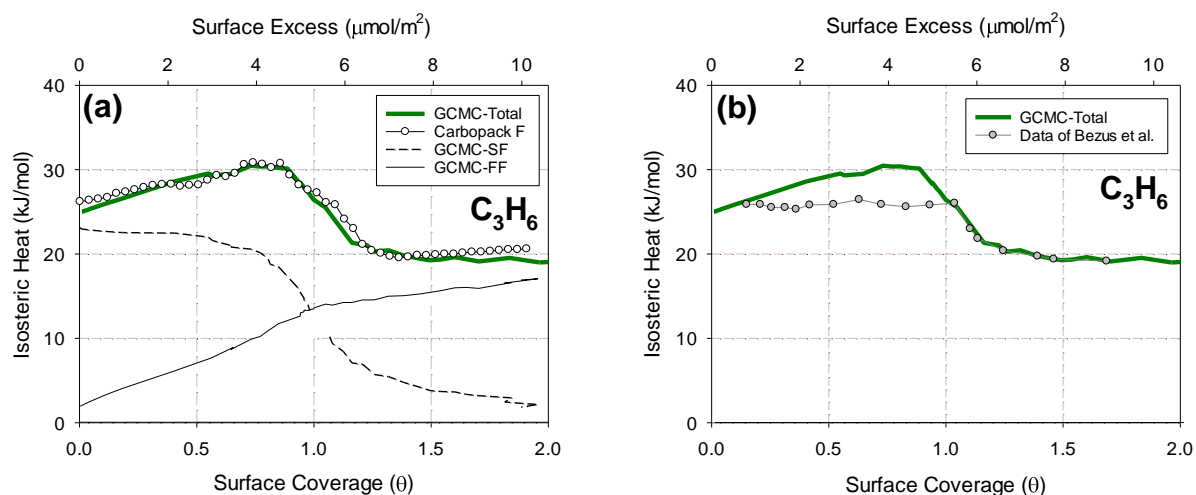 Surface Excess (μmol/m²)
0 2 4 6 8 10
(a)
GCMC-Total
Carbopack F
GCMC-SF
GCMC-FF
C₃H₆
Isosteric Heat (kJ/mol)
40
30
20
10
0
0.0 0.5 1.0 1.5 2.0
Surface Coverage (θ)
Surface Excess (μmol/m²)
0 2 4 6 8 10
(b)
GCMC-Total
Data of Bezus et al.
C₃H₆
Isosteric Heat (kJ/mol)
40
30
20
10
0
0.0 0.5 1.0 1.5 2.0
Surface Coverage (θ)